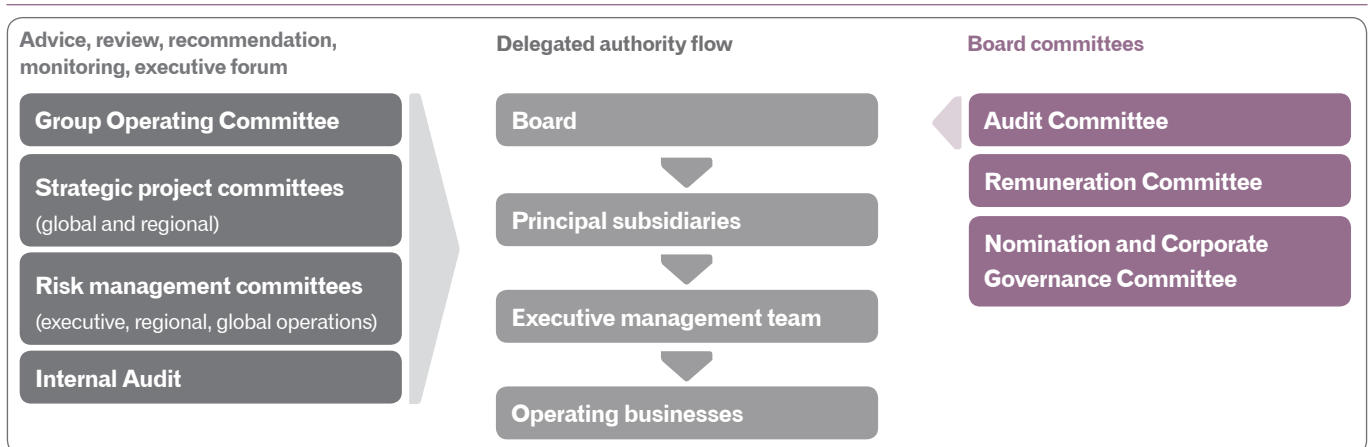 Advice, review, recommendation,
monitoring, executive forum
Group Operating Committee
Strategic project committees
(global and regional)
Risk management committees
(executive, regional, global operations)
Internal Audit
Delegated authority flow
Board
Principal subsidiaries
Executive management team
Operating businesses
Board committees
Audit Committee
Remuneration Committee
Nomination and Corporate
Governance Committee